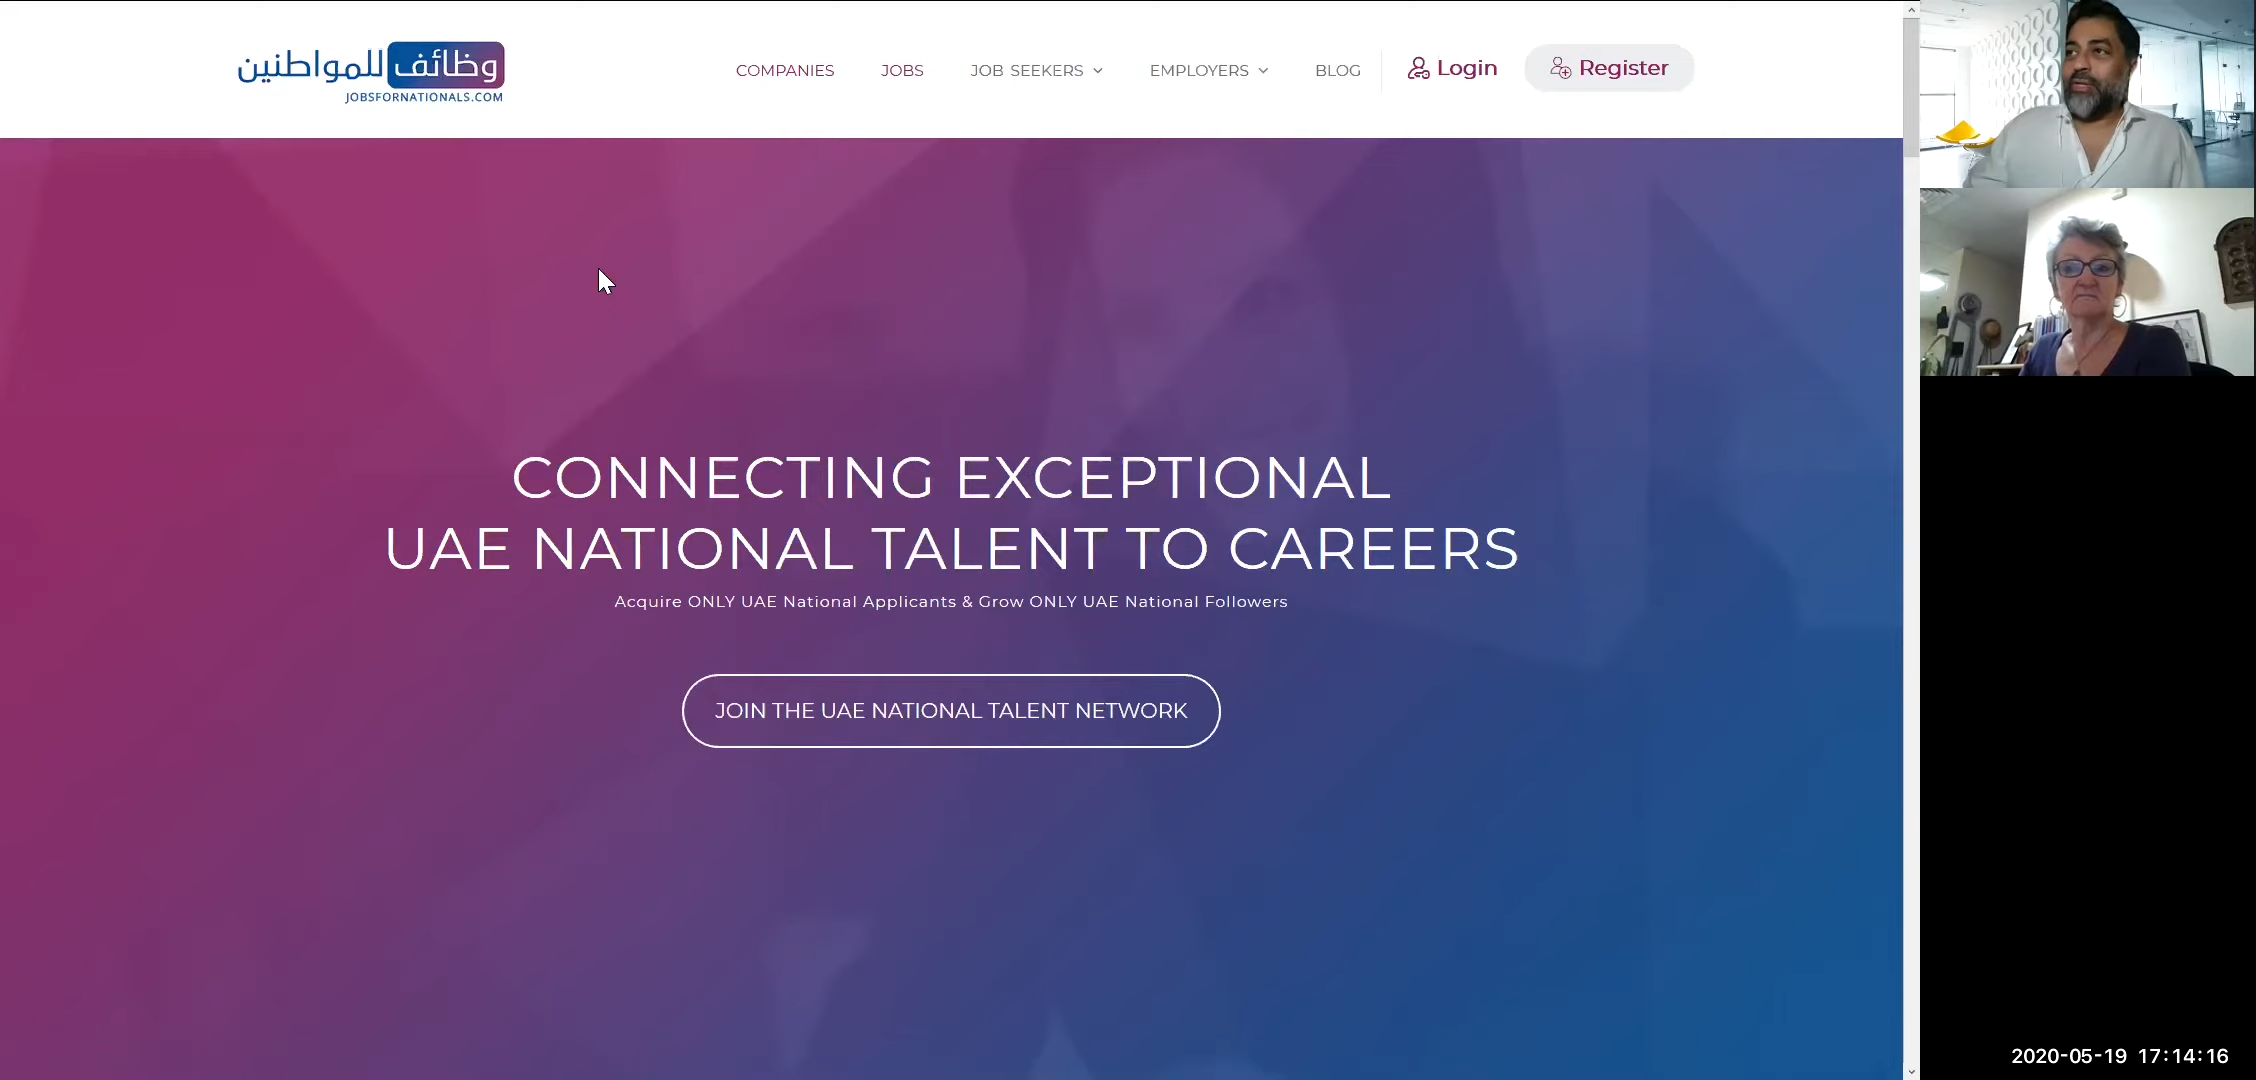 وظائف للمواطنين
JOBSFORNATIONALS.COM
COMPANIES JOBS JOB SEEKERS EMPLOYERS BLOG Login Register
CONNECTING EXCEPTIONAL
UAE NATIONAL TALENT TO CAREERS
Acquire ONLY UAE National Applicants & Grow ONLY UAE National Followers
JOIN THE UAE NATIONAL TALENT NETWORK
2020-05-19 17:14:16